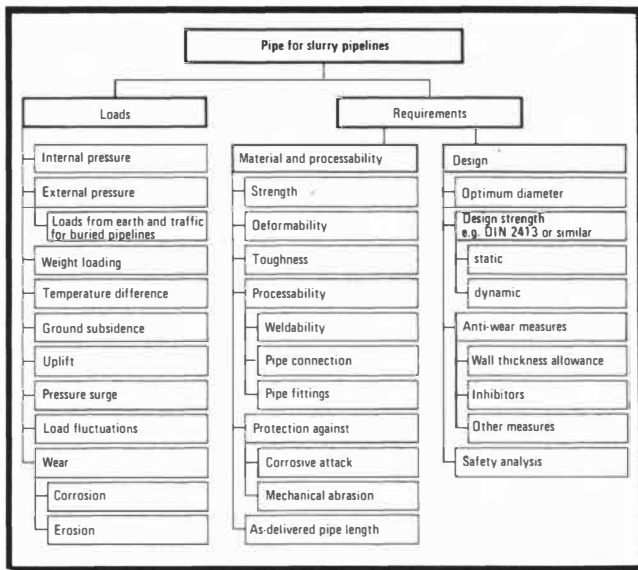 Pipe for slurry pipelines
Loads
Requirements
Internal pressure
External pressure
Loads from earth and traffic
for buried pipelines
Weight loading
Temperature difference
Ground subsidence
Uplift
Pressure surge
Load fluctuations
Wear
Corrosion
Erosion
Material and processability
Strength
Deformability
Toughness
Processability
Weldability
Pipe connection
Pipe fittings
Protection against
Corrosive attack
Mechanical abrasion
As-delivered pipe length
Design
Optimum diameter
Design strength
e.g. DIN 2413 or similar
static
dynamic
Anti-wear measures
Wall thickness allowance
Inhibitors
Other measures
Safety analysis